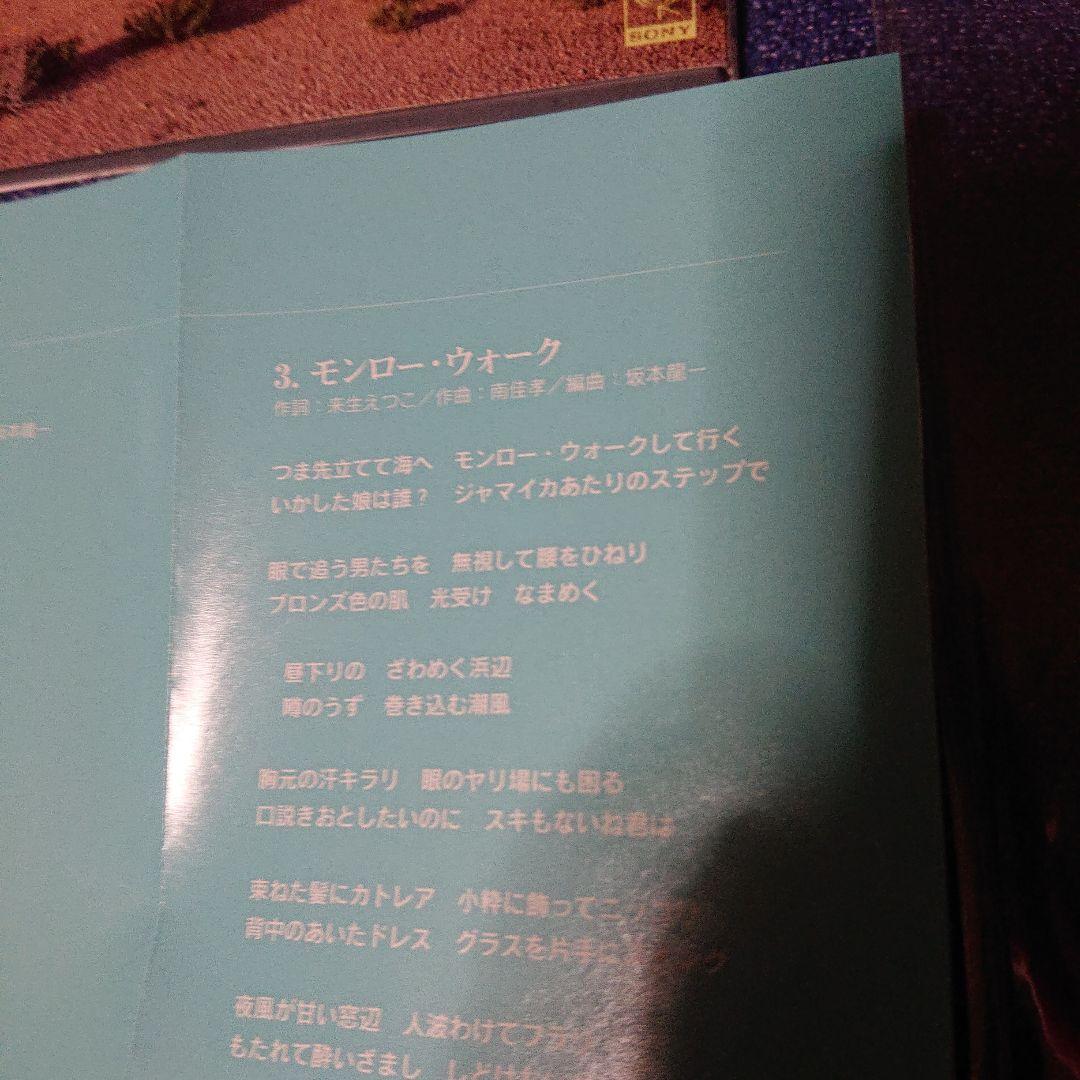 SONY
3. モンロー・ウォーク
作詞：来生えつこ／作曲：南佳孝／編曲：坂本龍一
つま先立てて海へ　モンロー・ウォークして行く
いかした娘は誰？　ジャマイカあたりのステップで
眼で追う男たちを　無視して腰をひねり
ブロンズ色の肌　光受け　なまめく
昼下りの　ざわめく浜辺
噂のうず　巻き込む潮風
胸元の汗キラリ　眼のヤリ場にも困る
口説きおとしたいのに　スキもないね君は
束ねた髪にカトレア　小粋に飾って
背中のあいたドレス　グラスを片手に
夜風が甘い窓辺　人波わけて
もたれて酔いざまし